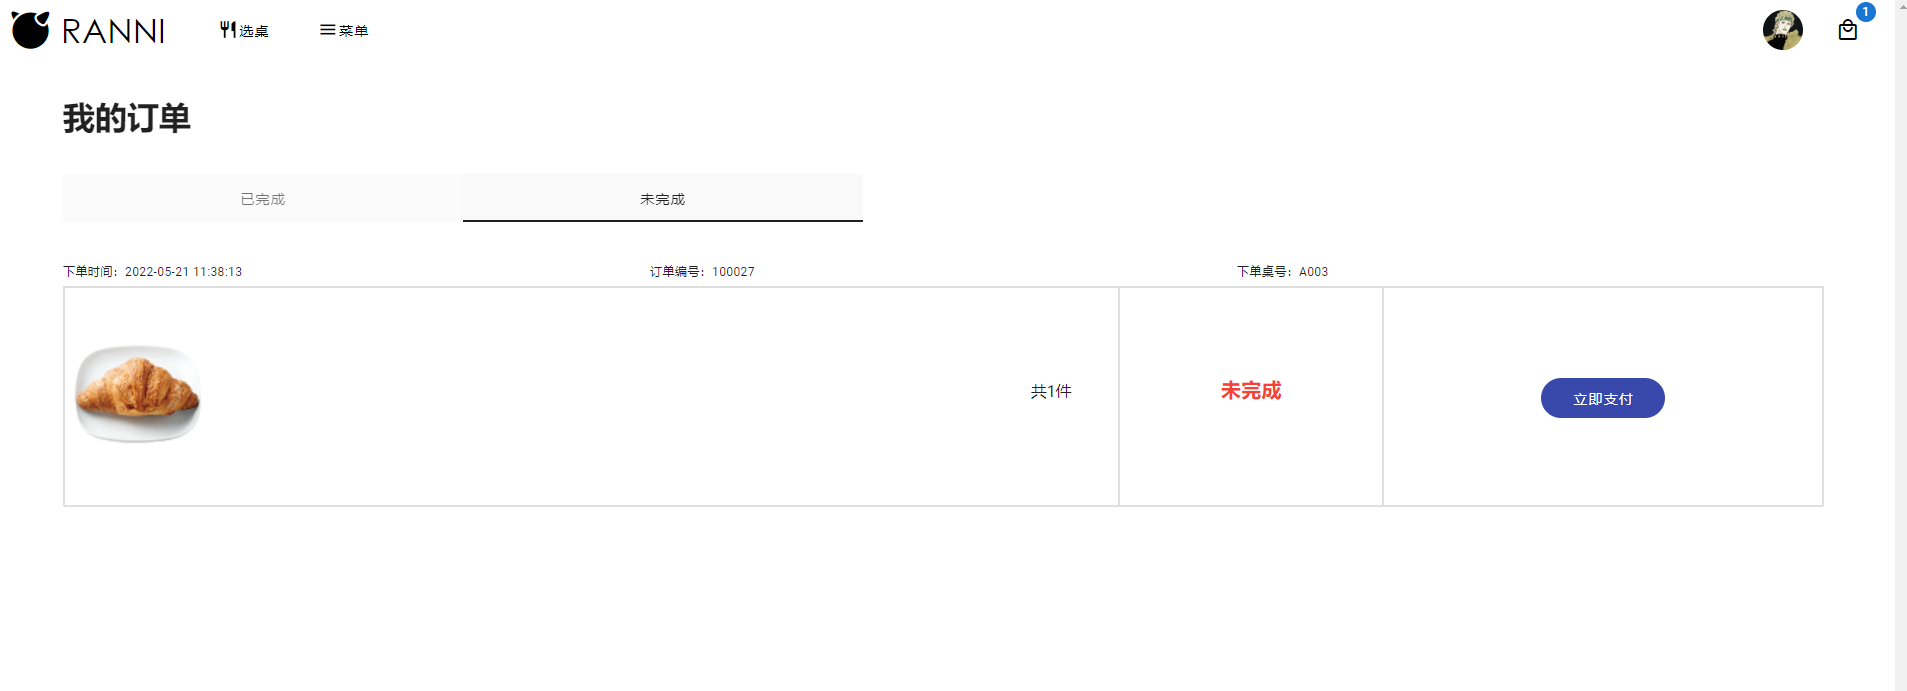 RANNI
选桌
菜单
1
我的订单
已完成
未完成
下单时间：2022-05-21 11:38:13
订单编号：100027
下单桌号：A003
共1件
未完成
立即支付